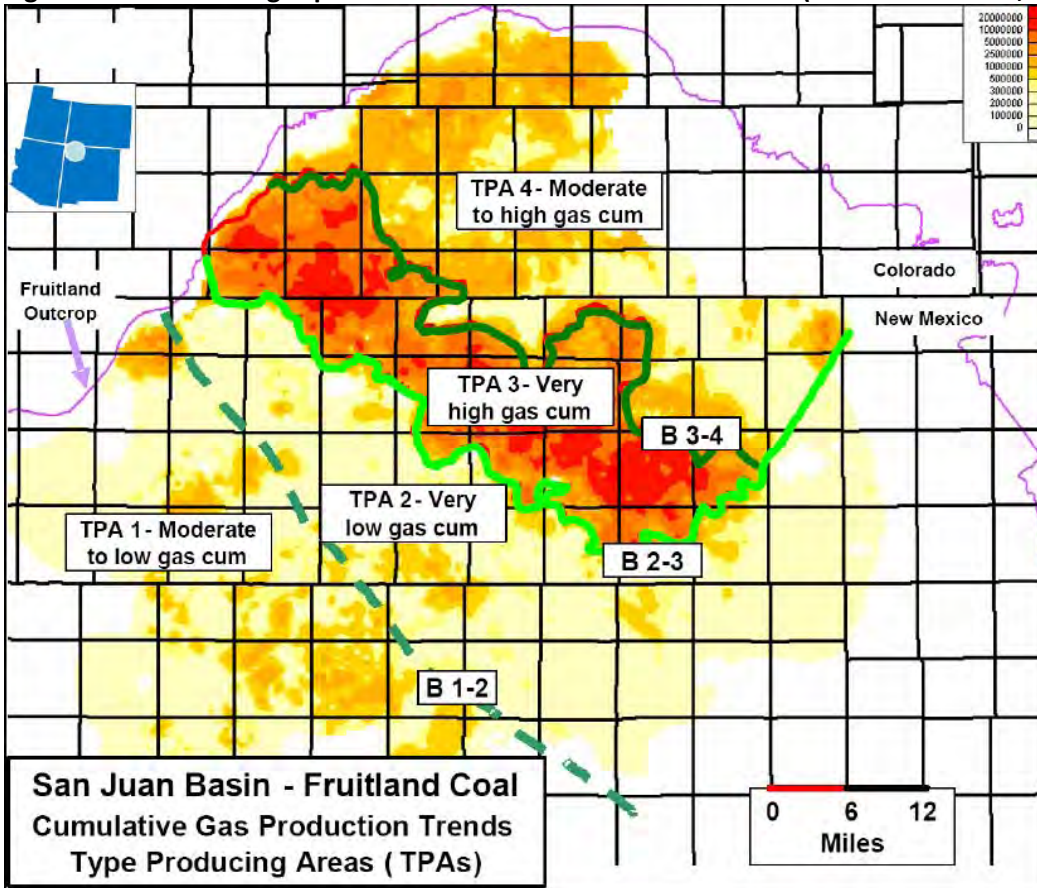 20000000
10000000
5000000
2500000
1000000
500000
300000
200000
100000
0
TPA 4 - Moderate
to high gas cum
Colorado
Fruitland
Outcrop
New Mexico
TPA 3 - Very
high gas cum
B 3-4
TPA 2 - Very
low gas cum
TPA 1 - Moderate
to low gas cum
B 2-3
B 1-2
San Juan Basin - Fruitland Coal
Cumulative Gas Production Trends
Type Producing Areas ( TPAs)
0 6 12
Miles